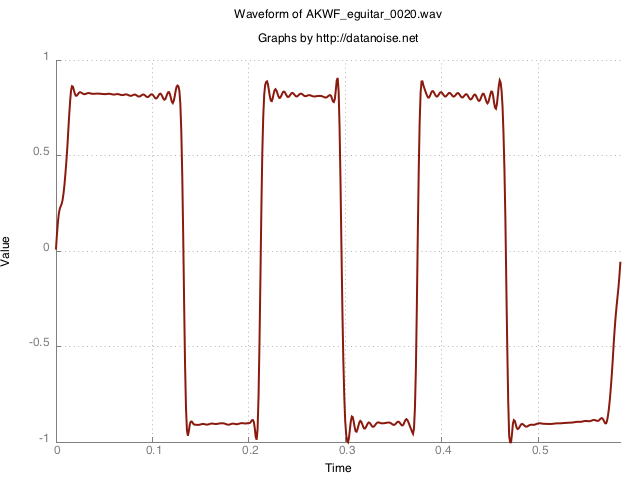 Waveform of AKWF_eguitar_0020.wav
Graphs by http://datanoise.net
1
0.5
0
-0.5
-1
Value
0 0.1 0.2 0.3 0.4 0.5
Time